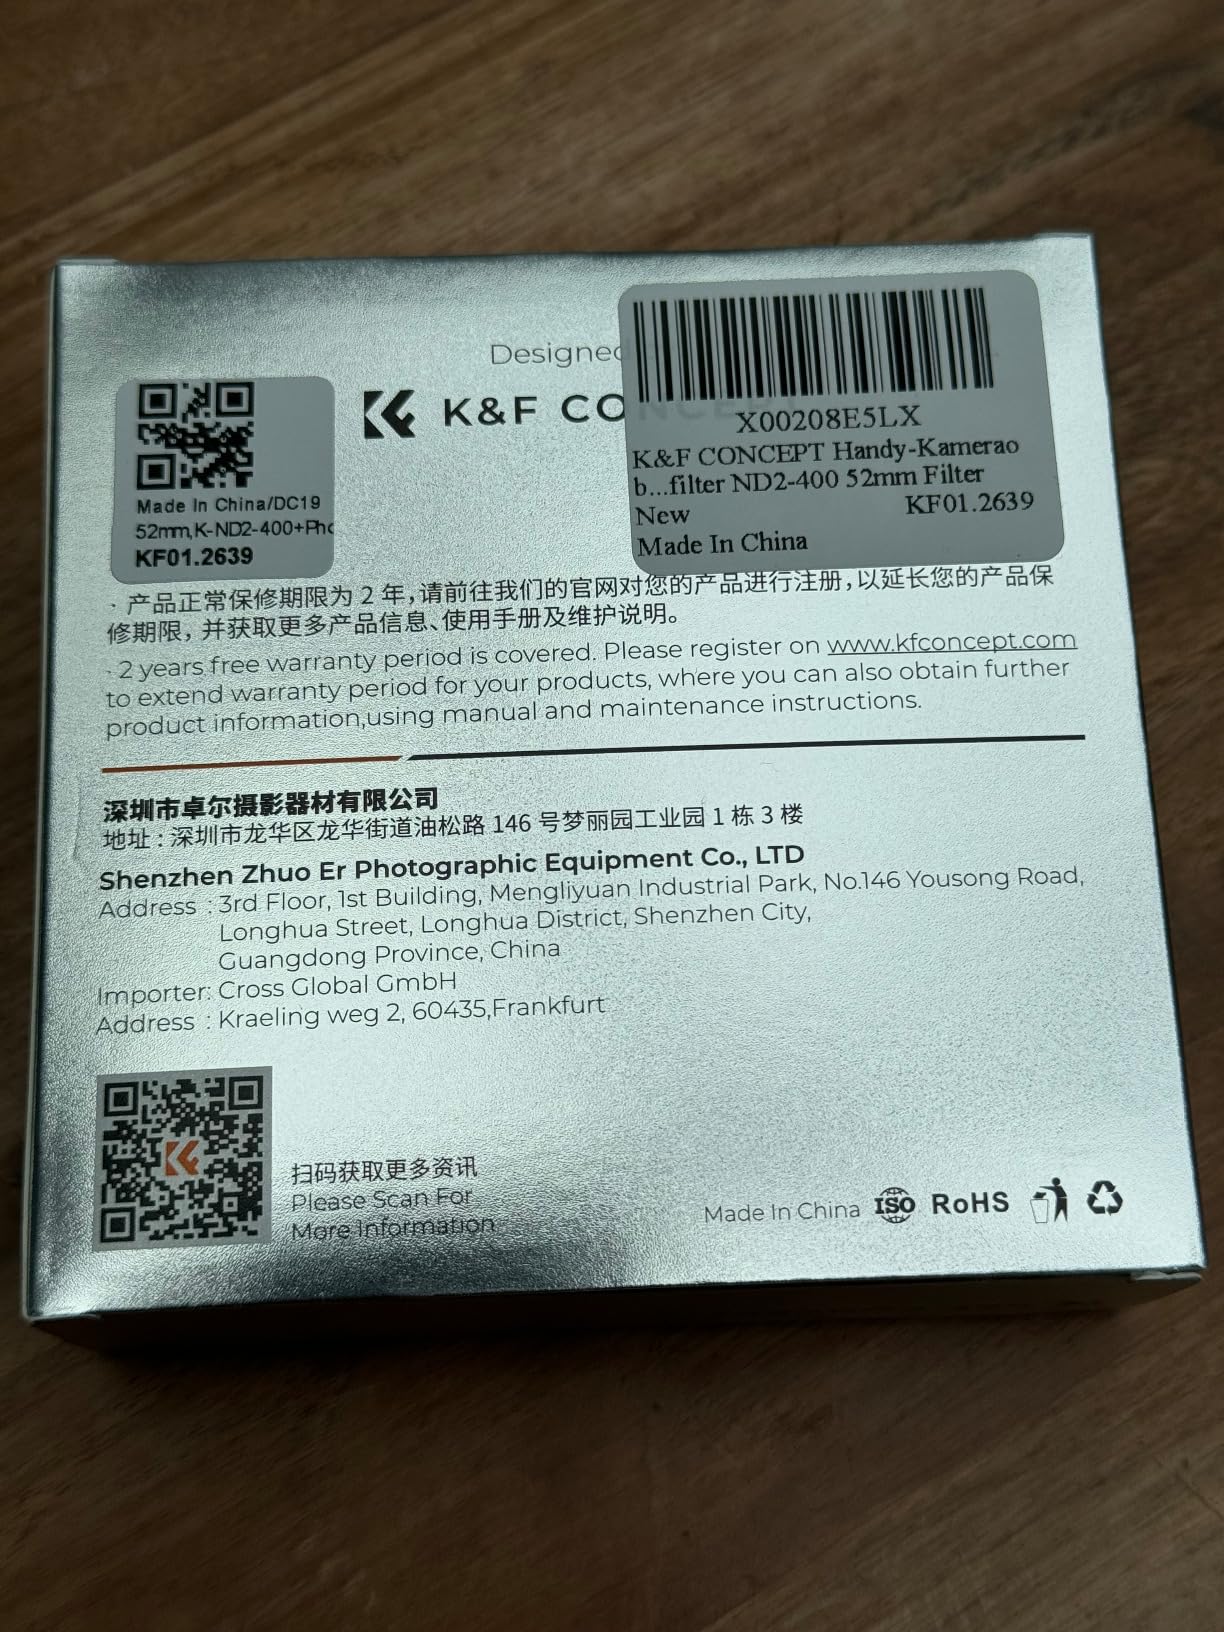 Designed
K&F CO
X00208E5LX
K&F CONCEPT Handy-Kamerao
b...filter ND2-400 52mm Filter
New KF01.2639
Made In China
Made In China/DC19
52mm,K-ND2-400+Pho
KF01.2639
· 产品正常保修期限为 2 年，请前往我们的官网对您的产品进行注册，以延长您的产品保
修期限，并获取更多产品信息、使用手册及维护说明。
· 2 years free warranty period is covered. Please register on www.kfconcept.com
to extend warranty period for your products, where you can also obtain further
product information,using manual and maintenance instructions.
深圳市卓尔摄影器材有限公司
地址：深圳市龙华区龙华街道油松路 146 号梦丽园工业园 1 栋 3 楼
Shenzhen Zhuo Er Photographic Equipment Co., LTD
Address : 3rd Floor, 1st Building, Mengliyuan Industrial Park, No.146 Yousong Road,
Longhua Street, Longhua District, Shenzhen City,
Guangdong Province, China
Importer: Cross Global GmbH
Address : Kraeling weg 2, 60435,Frankfurt
扫码获取更多资讯
Please Scan For
More Information
Made In China ISO RoHS